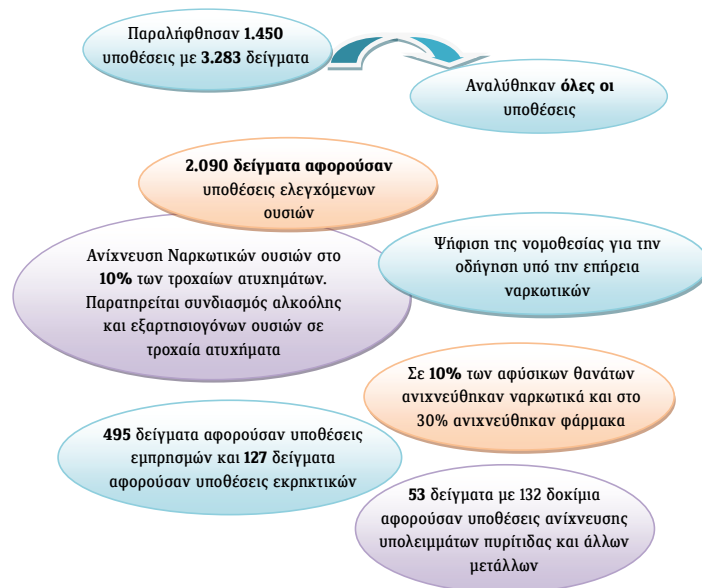 Παραλήφθησαν 1.450
υποθέσεις με 3.283 δείγματα
Αναλύθηκαν όλες οι
υποθέσεις
2.090 δείγματα αφορούσαν
υποθέσεις ελεγχόμενων
ουσιών
Ανίχνευση Ναρκωτικών ουσιών στο
10% των τροχαίων ατυχημάτων.
Παρατηρείται συνδιασμός αλκοόλης
και εξαρτησιογόνων ουσιών σε
τροχαία ατυχήματα
Ψήφιση της νομοθεσίας για την
οδήγηση υπό την επήρεια
ναρκωτικών
Σε 10% των αφύσικων θανάτων
ανιχνεύθηκαν ναρκωτικά και στο
30% ανιχνεύθηκαν φάρμακα
495 δείγματα αφορούσαν υποθέσεις
εμπρησμών και 127 δείγματα
αφορούσαν υποθέσεις εκρηκτικών
53 δείγματα με 132 δοκίμια
αφορούσαν υποθέσεις ανίχνευσης
υπολειμμάτων πυρίτιδας και άλλων
μετάλλων